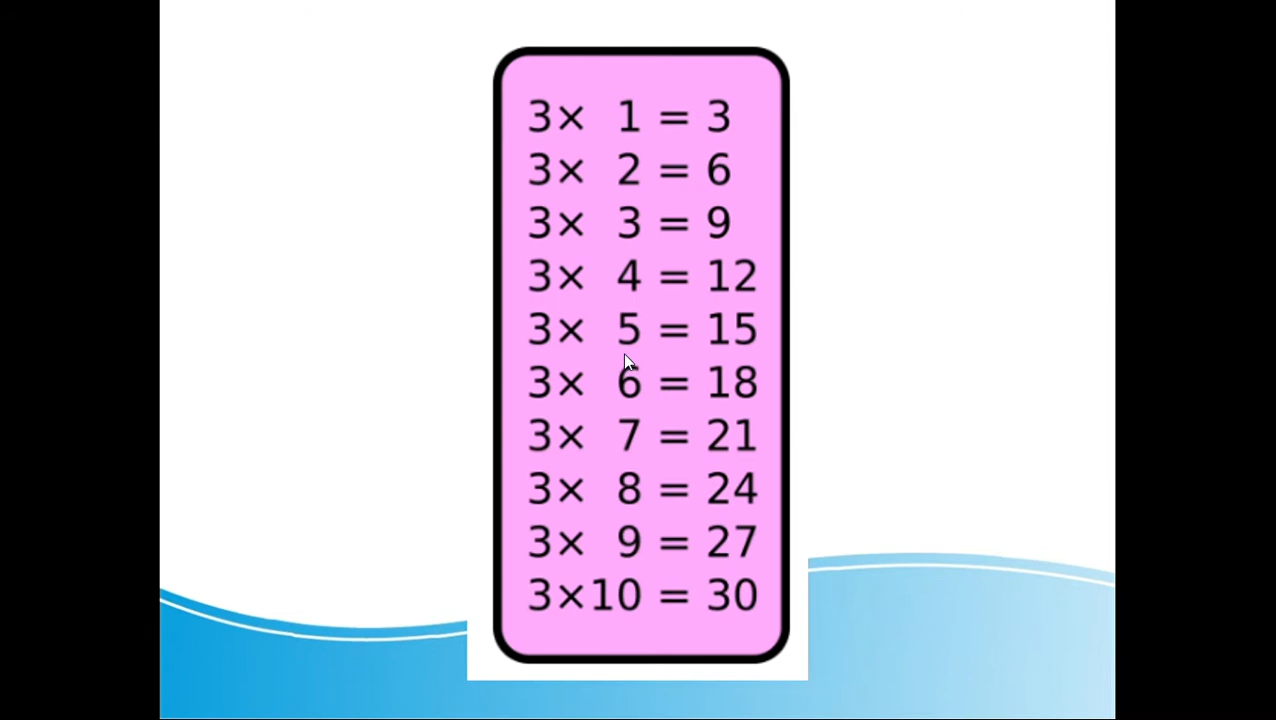 3× 1 = 3
3× 2 = 6
3× 3 = 9
3× 4 = 12
3× 5 = 15
3× 6 = 18
3× 7 = 21
3× 8 = 24
3× 9 = 27
3×10 = 30